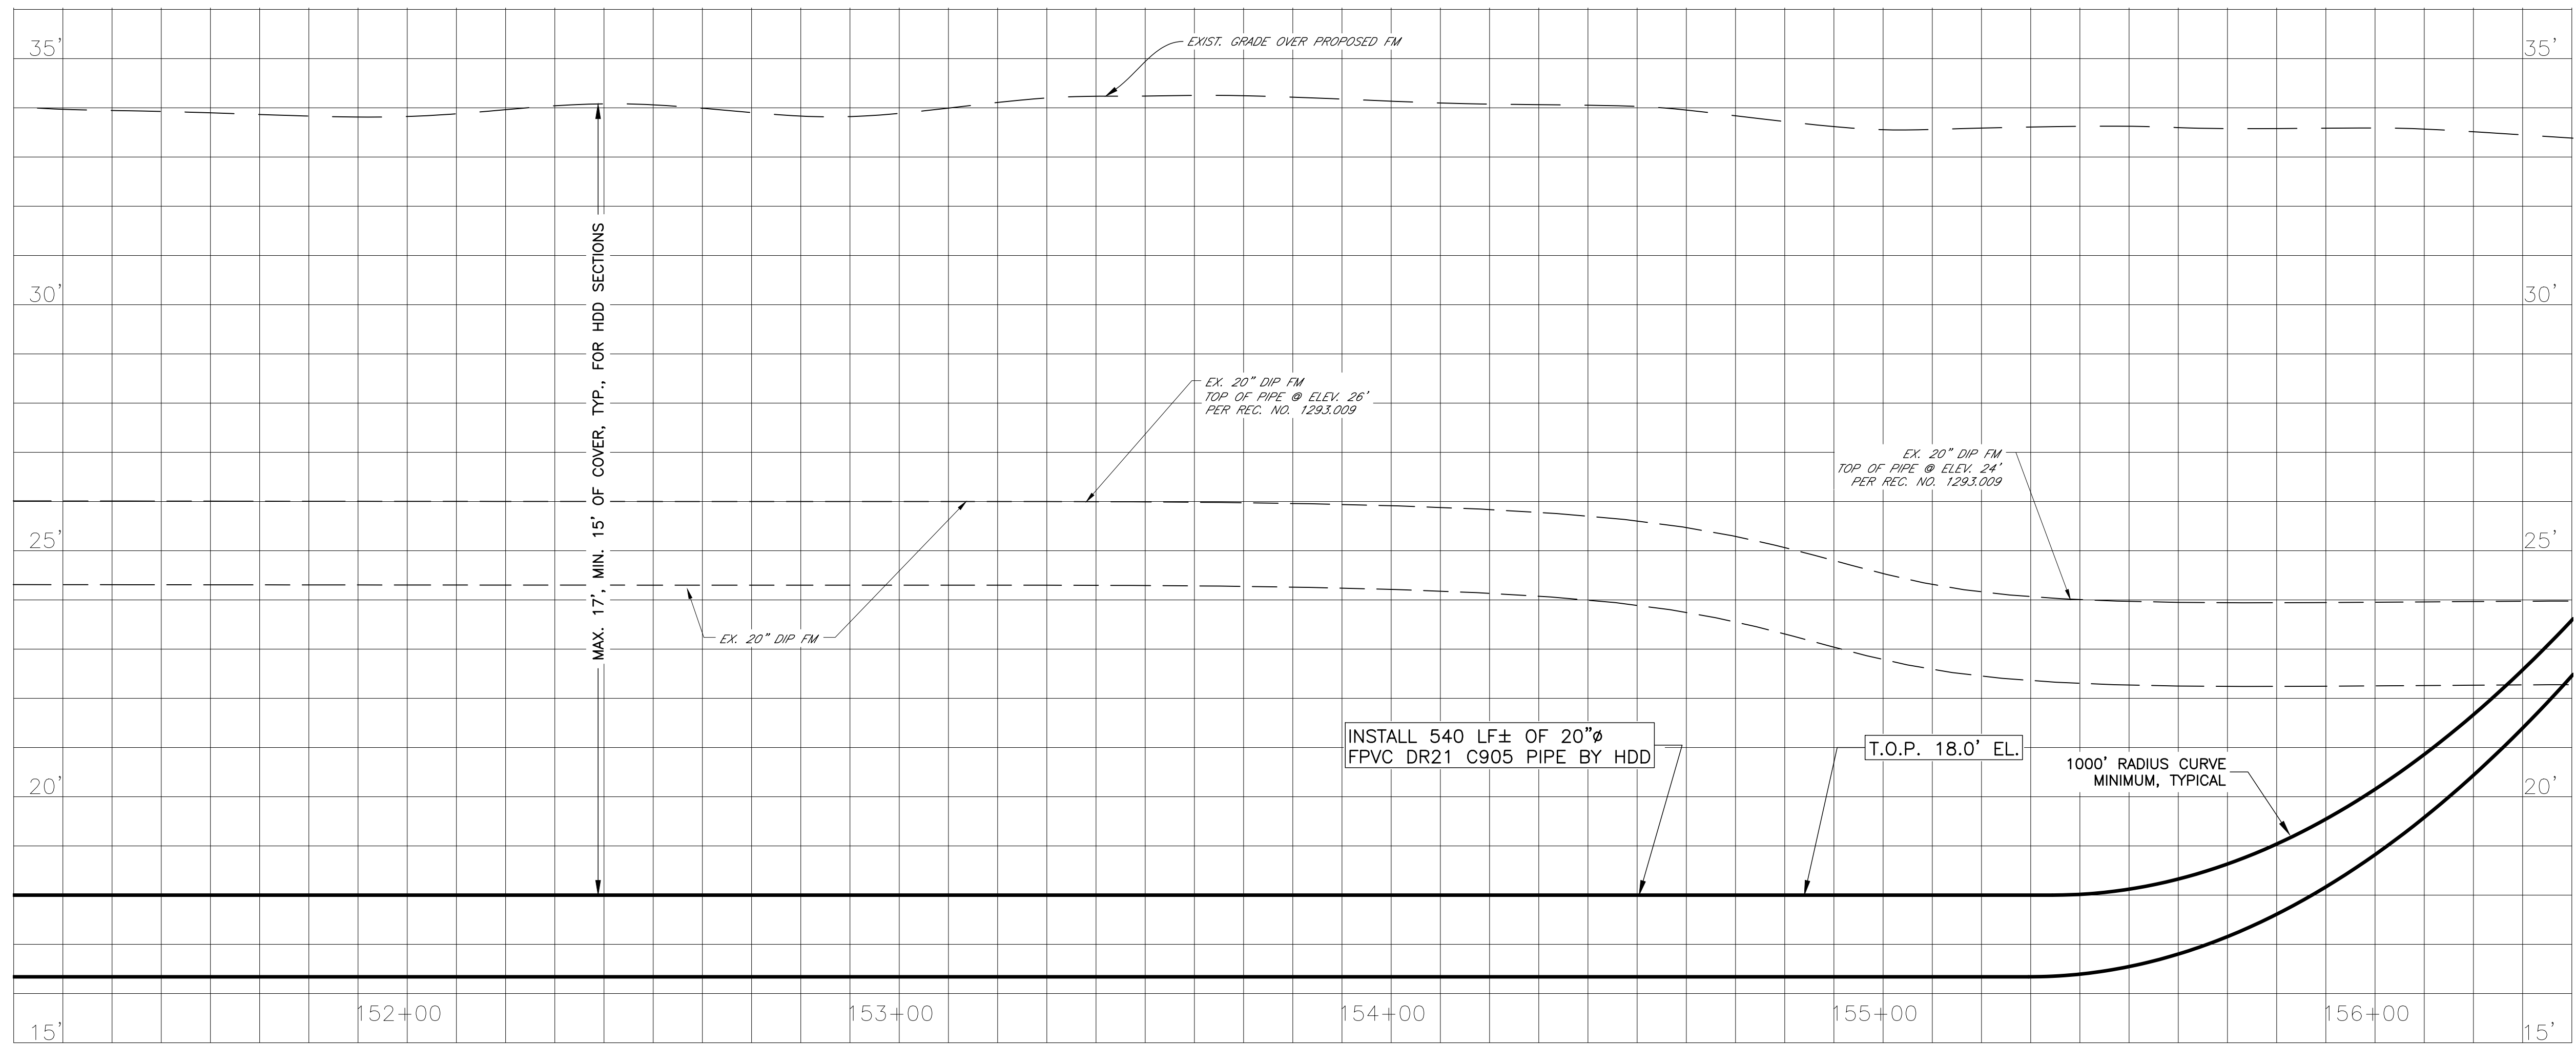 35'
EXIST. GRADE OVER PROPOSED FM
35'
MAX. 17', MIN. 15' OF COVER, TYP., FOR HDD SECTIONS
30'
30'
EX. 20" DIP FM
TOP OF PIPE @ ELEV. 26'
PER REC. NO. 1293.009
EX. 20" DIP FM
TOP OF PIPE @ ELEV. 24'
PER REC. NO. 1293.009
25'
25'
EX. 20" DIP FM
INSTALL 540 LF± OF 20"ø
FPVC DR21 C905 PIPE BY HDD
T.O.P. 18.0' EL.
1000' RADIUS CURVE
MINIMUM, TYPICAL
20'
20'
152+00
153+00
154+00
155+00
156+00
15'
15'